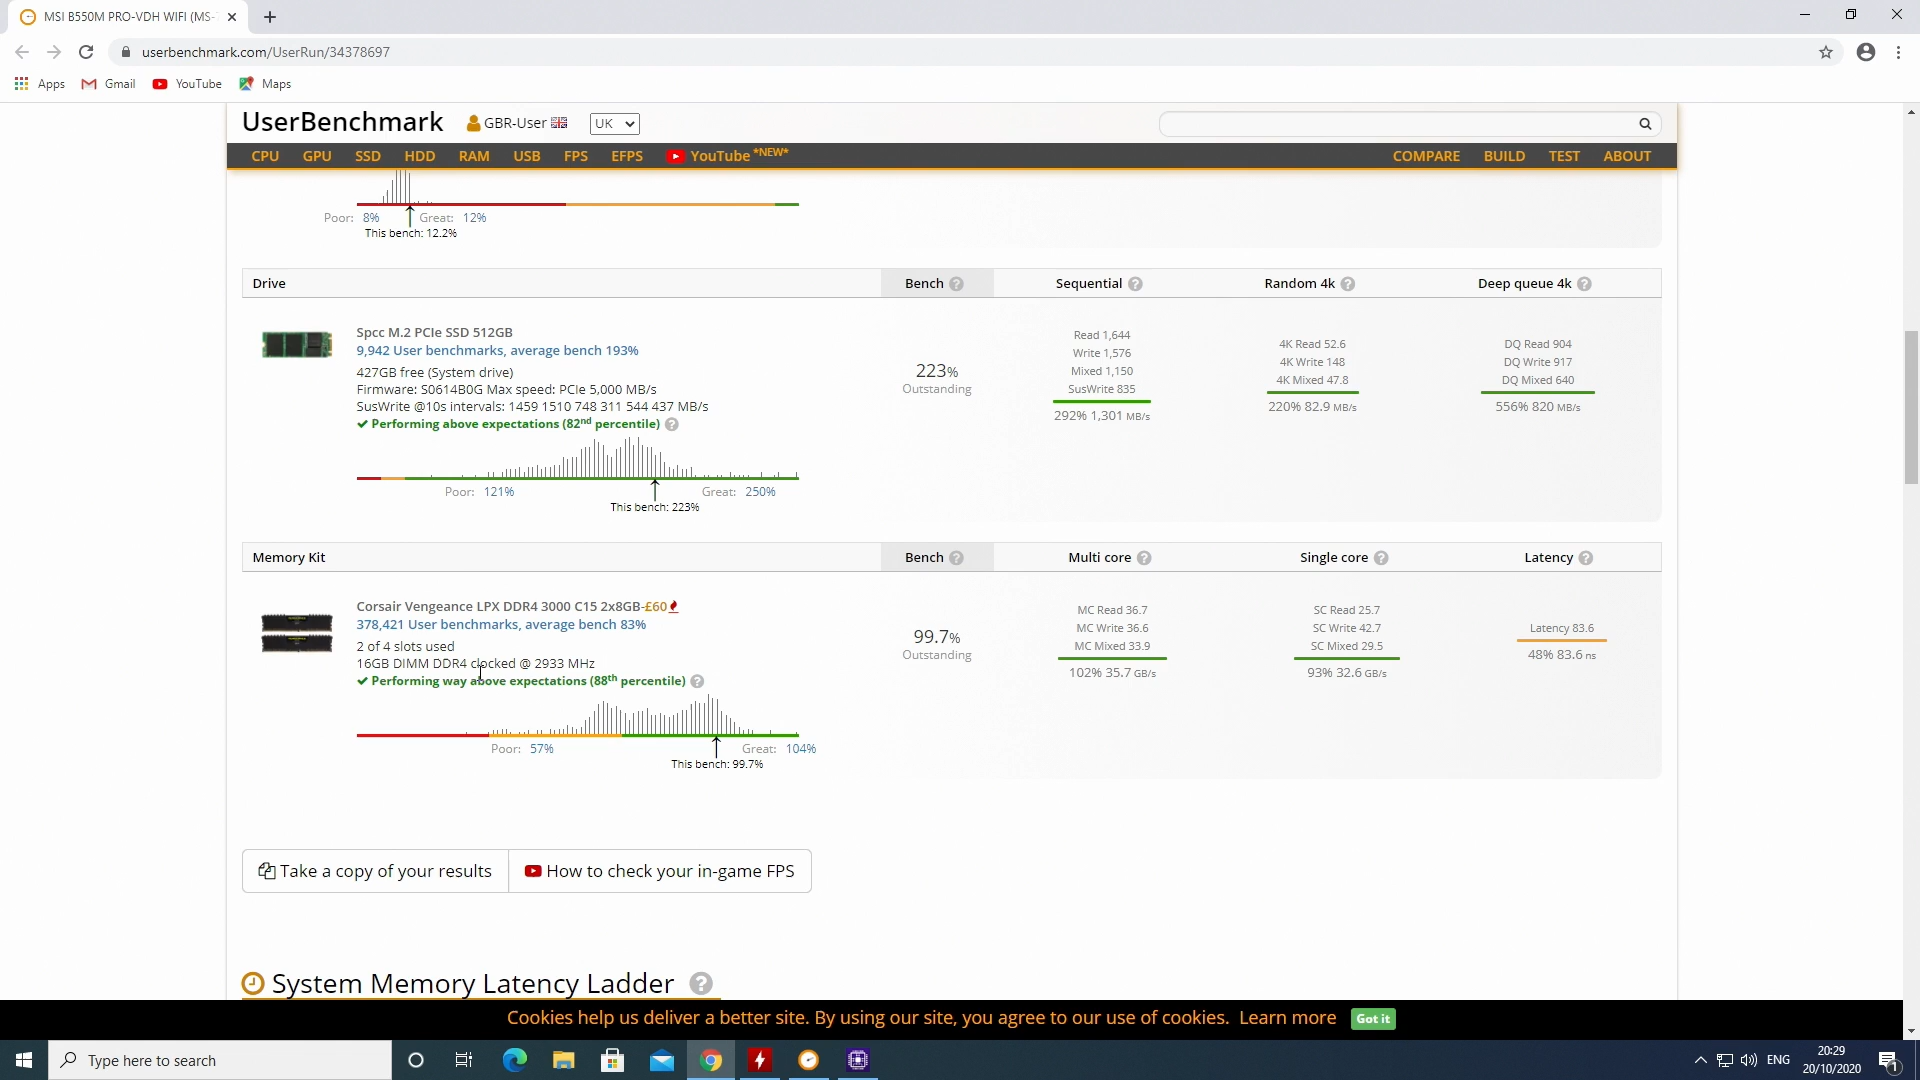 MSI B550M PRO-VDH WIFI (MS-
userbenchmark.com/UserRun/34378697
Apps Gmail YouTube Maps
UserBenchmark GBR-User UK
CPU GPU SSD HDD RAM USB FPS EFPS YouTube *NEW* COMPARE BUILD TEST ABOUT
Poor: 8% Great: 12%
This bench: 12.2%
Drive Bench ? Sequential ? Random 4k ? Deep queue 4k ?
Spcc M.2 PCIe SSD 512GB
9,942 User benchmarks, average bench 193%
427GB free (System drive)
Firmware: S0614B0G Max speed: PCIe 5,000 MB/s
SusWrite @10s intervals: 1459 1510 748 311 544 437 MB/s
Performing above expectations (82nd percentile) ?
Poor: 121% Great: 250%
This bench: 223%
223%
Outstanding
Read 1,644
Write 1,576
Mixed 1,150
SusWrite 835
292% 1,301 MB/s
4K Read 52.6
4K Write 148
4K Mixed 47.8
220% 82.9 MB/s
DQ Read 904
DQ Write 917
DQ Mixed 640
556% 820 MB/s
Memory Kit Bench ? Multi core ? Single core ? Latency ?
Corsair Vengeance LPX DDR4 3000 C15 2x8GB-£60
378,421 User benchmarks, average bench 83%
2 of 4 slots used
16GB DIMM DDR4 clocked @ 2933 MHz
Performing way above expectations (88th percentile) ?
Poor: 57% Great: 104%
This bench: 99.7%
99.7%
Outstanding
MC Read 36.7
MC Write 36.6
MC Mixed 33.9
102% 35.7 GB/s
SC Read 25.7
SC Write 42.7
SC Mixed 29.5
93% 32.6 GB/s
Latency 83.6
48% 83.6 ns
Take a copy of your results How to check your in-game FPS
System Memory Latency Ladder ?
Cookies help us deliver a better site. By using our site, you agree to our use of cookies. Learn more Got it
Type here to search
ENG
20:29
20/10/2020
1